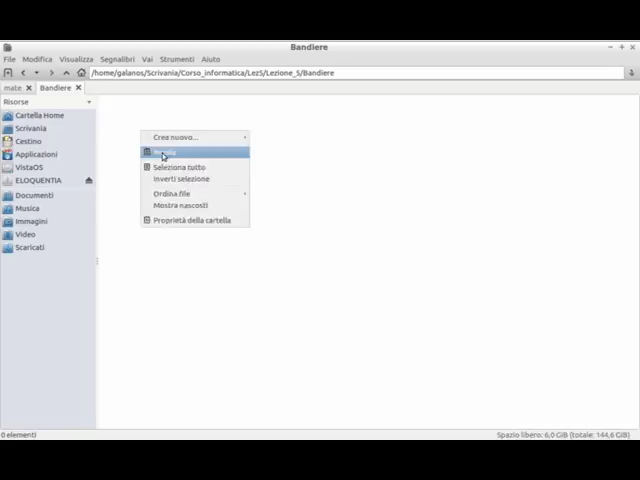 Bandiere
File Modifica Visualizza Segnalibri Vai Strumenti Aiuto
/home/galanos/Scrivania/Corso_informatica/Lez5/Lezione_5/Bandiere
mate Bandiere
Risorse
Cartella Home
Scrivania
Cestino
Applicazioni
VistaOS
ELOQUENTIA
Documenti
Musica
Immagini
Video
Scaricati
Crea nuovo...
Seleziona tutto
Inverti selezione
Ordina file
Mostra nascosti
Proprietà della cartella
0 elementi
Spazio libero: 6,0 GiB (totale: 144,6 GiB)